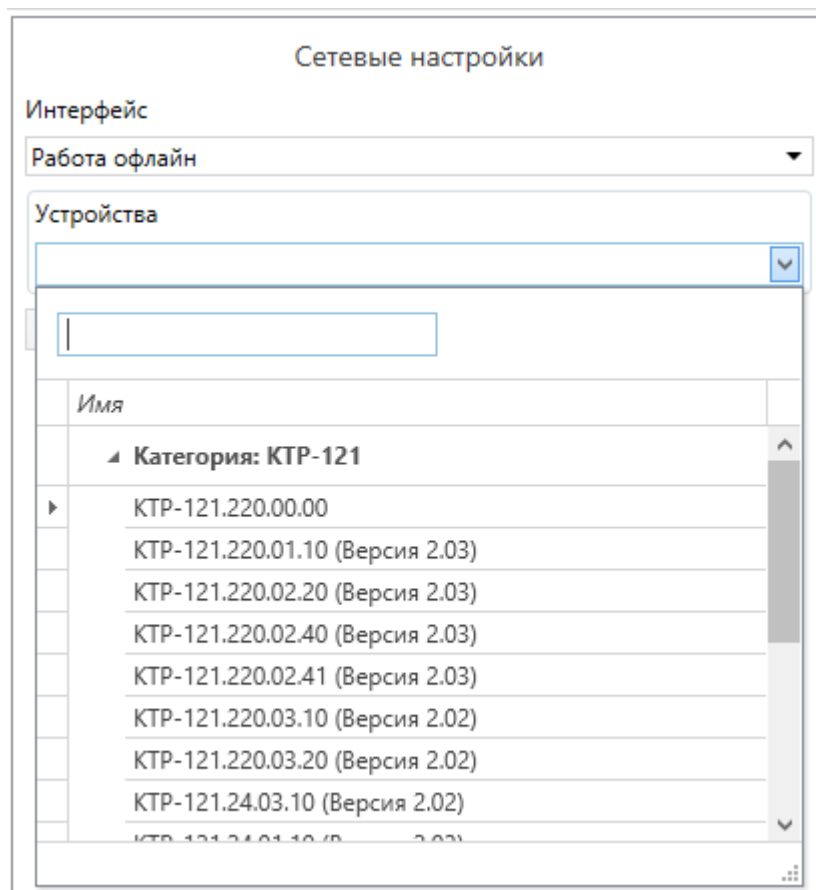 Сетевые настройки
Интерфейс
Работа офлайн
Устройства
Имя
Категория: КТР-121
КТР-121.220.00.00
КТР-121.220.01.10 (Версия 2.03)
КТР-121.220.02.20 (Версия 2.03)
КТР-121.220.02.40 (Версия 2.03)
КТР-121.220.02.41 (Версия 2.03)
КТР-121.220.03.10 (Версия 2.02)
КТР-121.220.03.20 (Версия 2.02)
КТР-121.24.03.10 (Версия 2.02)